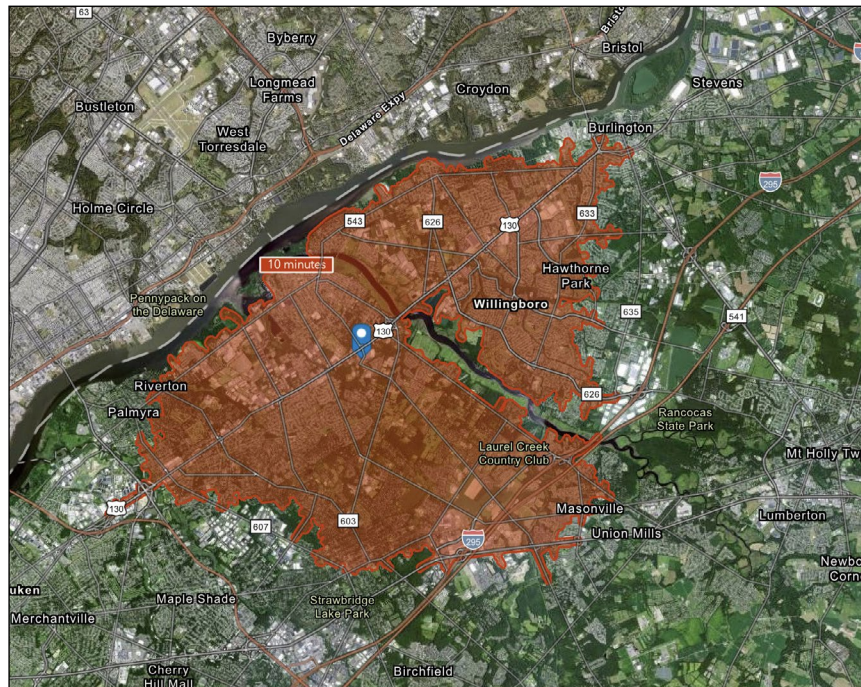 63
Byberry
Bristol
Bristol
Longmead
Farms
Croydon
Stevens
Bustleton
Delaware Expy
West
Torresdale
Burlington
295
Holme Circle
543
626
130
633
10 minutes
Hawthorne
Park
Pennypack on
the Delaware
Willingboro
635
541
130
Riverton
626
Palmyra
Rancocas
State Park
Laurel Creek
Country Club
Mt Holly Tw
130
Masonville
Lumberton
607
603
Union Mills
295
Newbo
Corn
uken
Maple Shade
Strawbridge
Lake Park
Merchantville
Cherry
Hill Mall
Birchfield